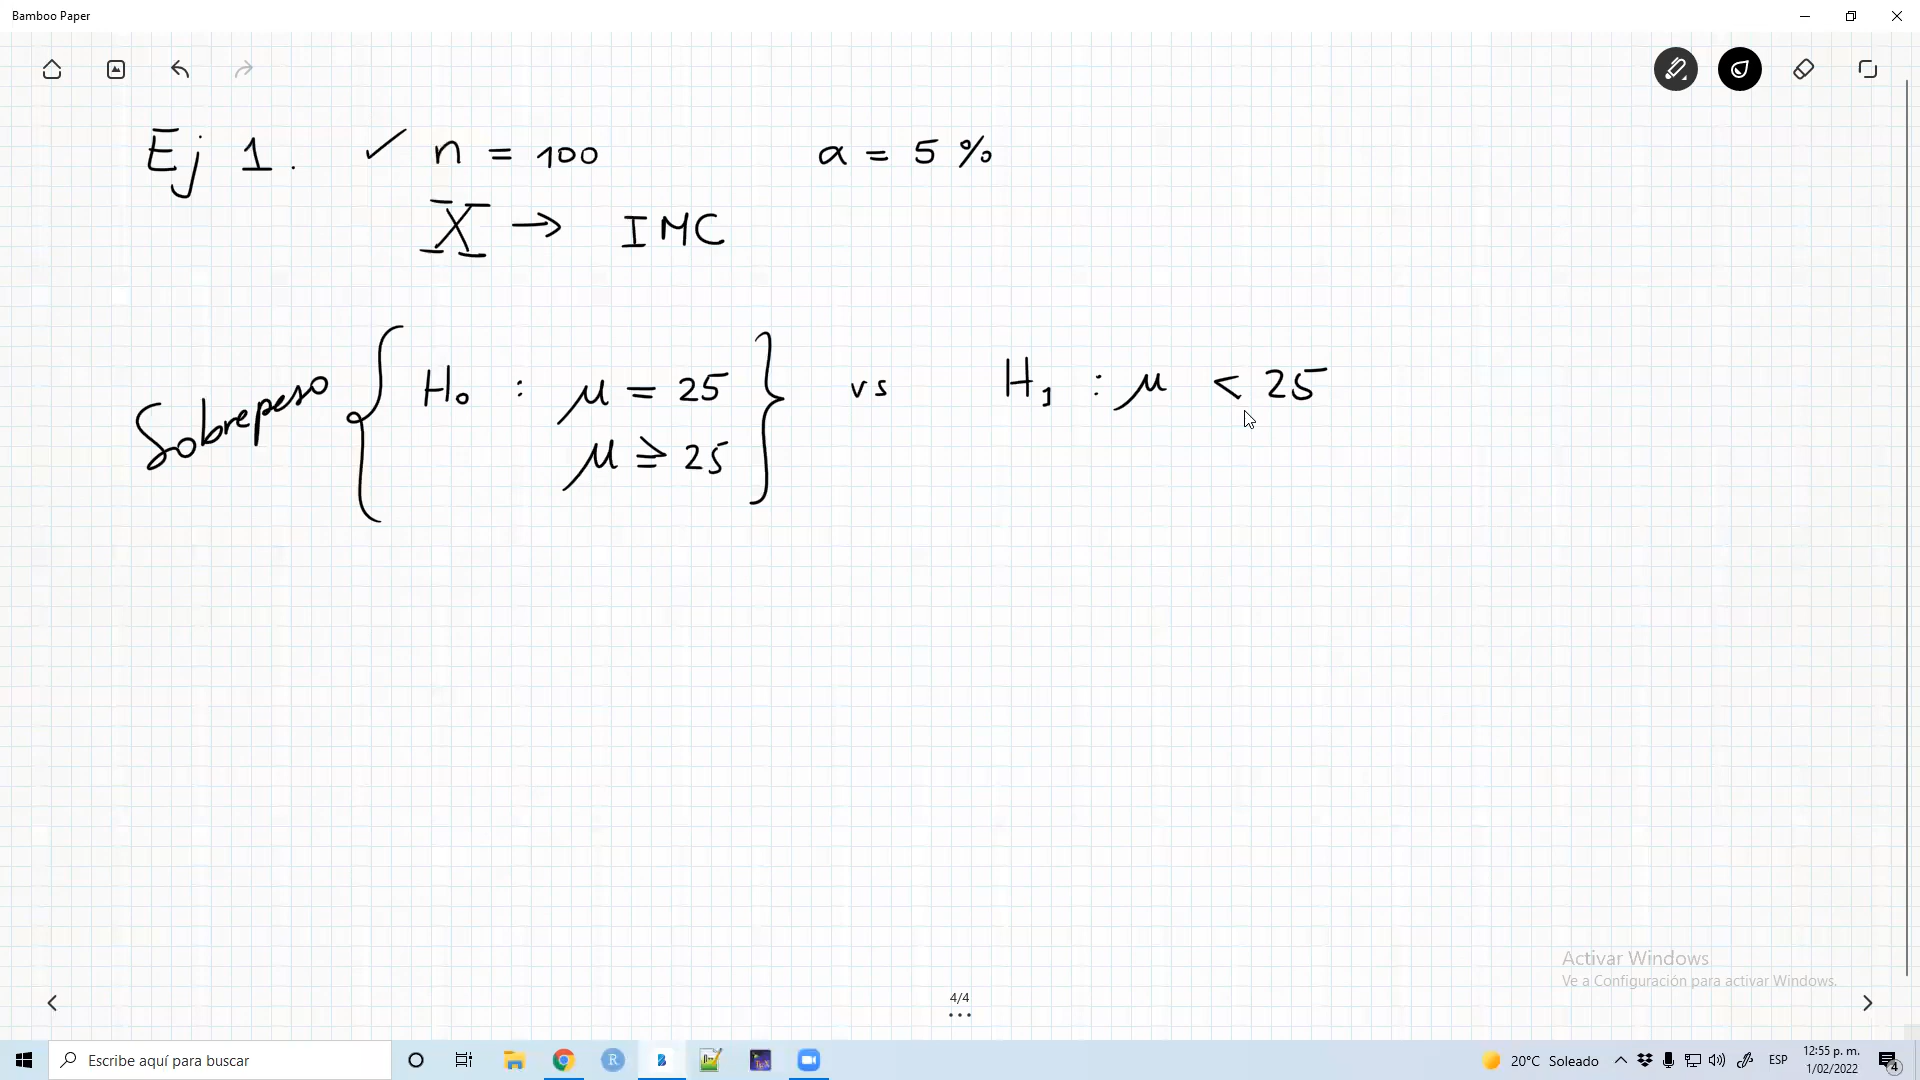 Bamboo Paper
Ej 1. ✓ n = 100 α = 5 %
X → IMC
Sobrepeso { H₀ : μ = 25 } vs H₁ : μ < 25
μ ≥ 25
Activar Windows
Ve a Configuración para activar Windows.
4/4
Escribe aquí para buscar
20°C Soleado
ESP
12:55 p. m.
1/02/2022
4